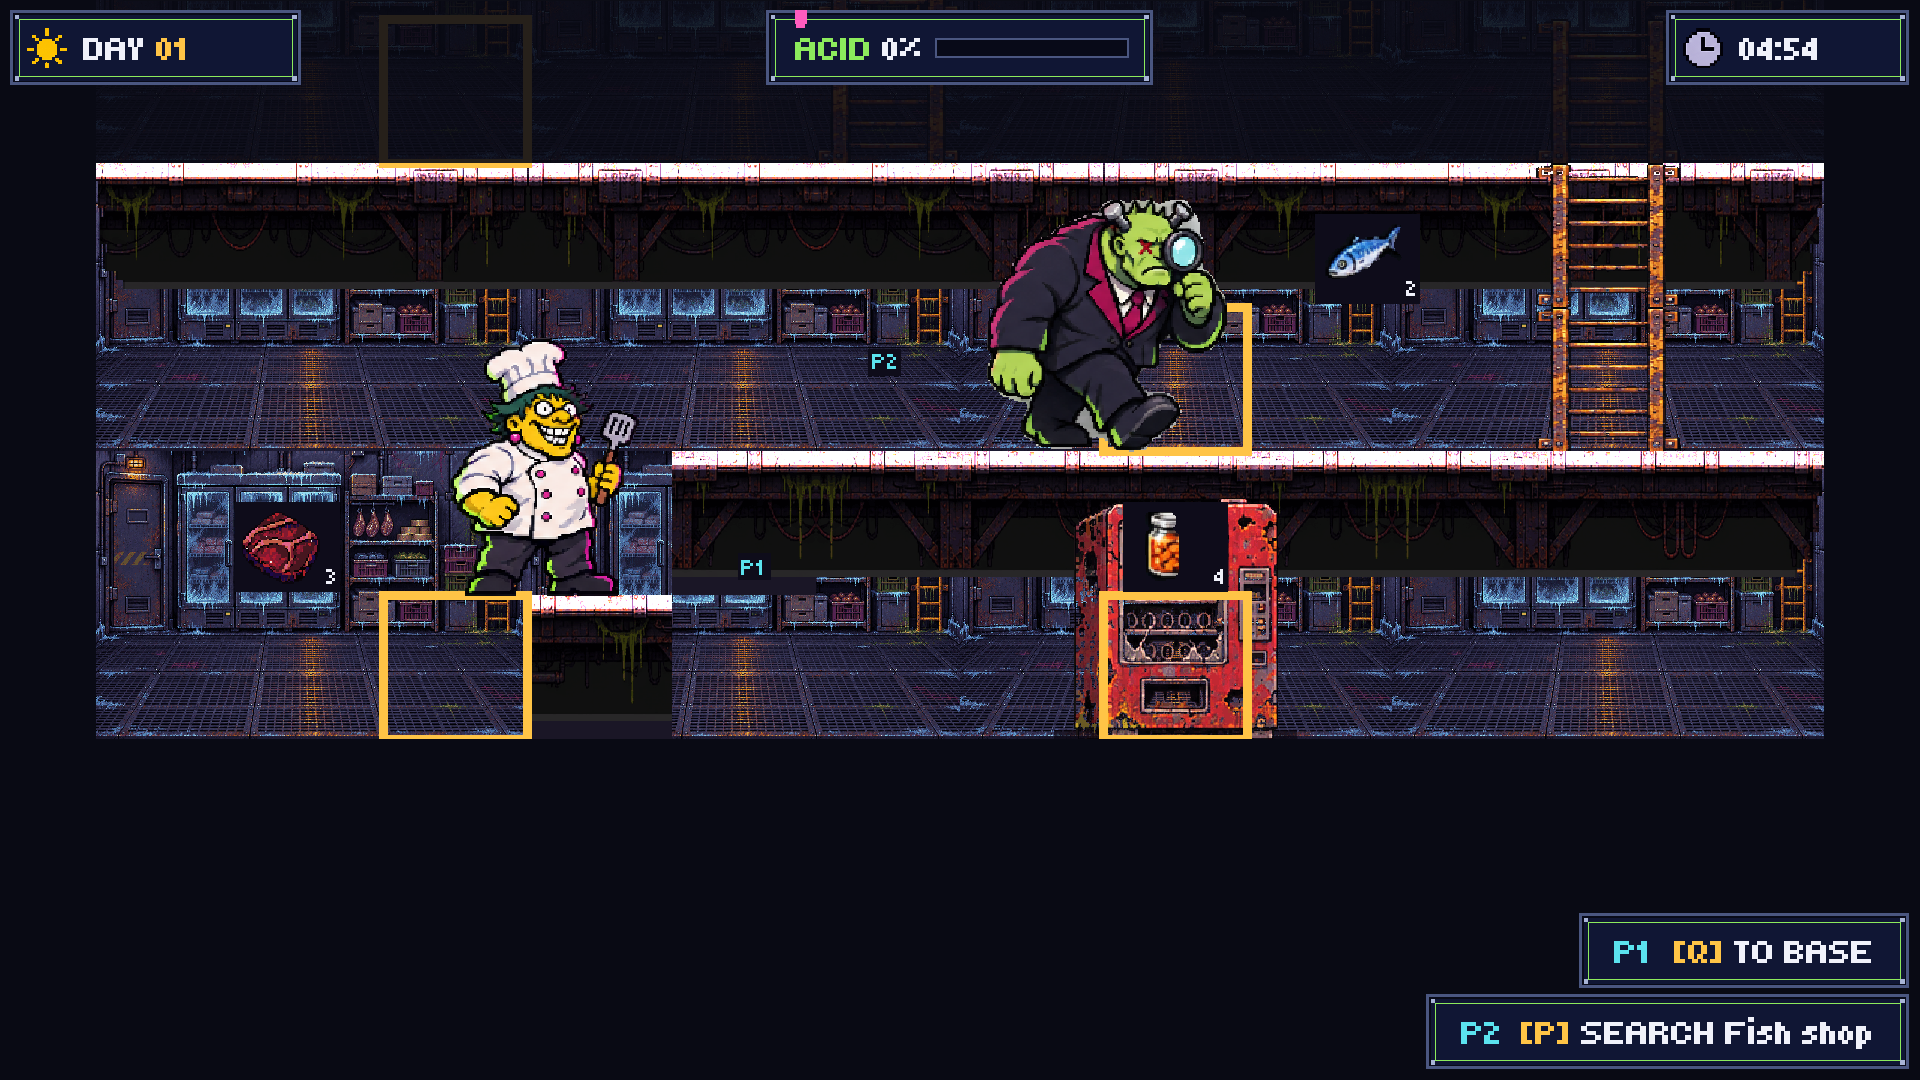 DAY 01
ACID 0%
04:54
2
P2
3
P1
4
P1 [Q] TO BASE
P2 [P] SEARCH Fish shop